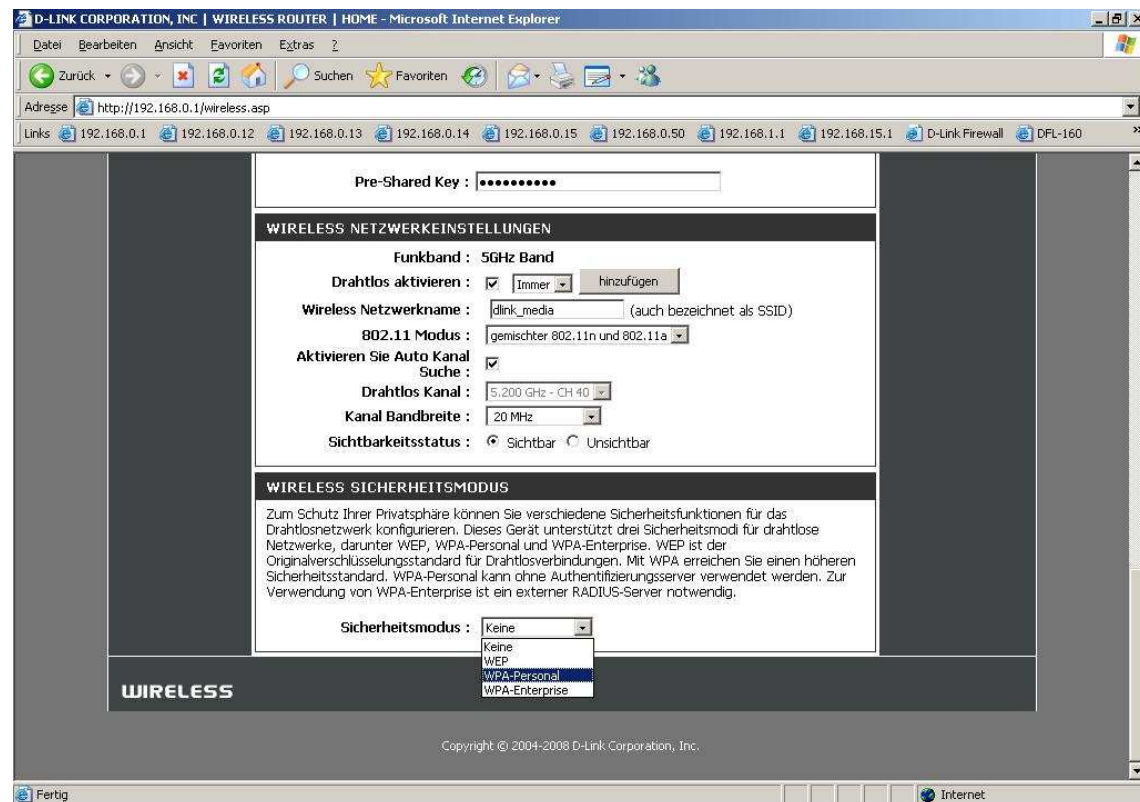 D-LINK CORPORATION, INC | WIRELESS ROUTER | HOME - Microsoft Internet Explorer
Datei Bearbeiten Ansicht Favoriten Extras ?
Zurück Suchen Favoriten
Adresse http://192.168.0.1/wireless.asp
Links 192.168.0.1 192.168.0.12 192.168.0.13 192.168.0.14 192.168.0.15 192.168.0.50 192.168.1.1 192.168.15.1 D-Link Firewall DFL-160 »
Pre-Shared Key : ••••••••••
WIRELESS NETZWERKEINSTELLUNGEN
Funkband : 5GHz Band
Drahtlos aktivieren : Immer hinzufügen
Wireless Netzwerkname : dlink_media (auch bezeichnet als SSID)
802.11 Modus : gemischter 802.11n und 802.11a
Aktivieren Sie Auto Kanal
Suche :
Drahtlos Kanal : 5.200 GHz - CH 40
Kanal Bandbreite : 20 MHz
Sichtbarkeitsstatus : Sichtbar Unsichtbar
WIRELESS SICHERHEITSMODUS
Zum Schutz Ihrer Privatsphäre können Sie verschiedene Sicherheitsfunktionen für das
Drahtlosnetzwerk konfigurieren. Dieses Gerät unterstützt drei Sicherheitsmodi für drahtlose
Netzwerke, darunter WEP, WPA-Personal und WPA-Enterprise. WEP ist der
Originalverschlüsselungsstandard für Drahtlosverbindungen. Mit WPA erreichen Sie einen höheren
Sicherheitsstandard. WPA-Personal kann ohne Authentifizierungsserver verwendet werden. Zur
Verwendung von WPA-Enterprise ist ein externer RADIUS-Server notwendig.
Sicherheitsmodus : Keine
Keine
WEP
WPA-Personal
WPA-Enterprise
WIRELESS
Copyright © 2004-2008 D-Link Corporation, Inc.
Fertig Internet